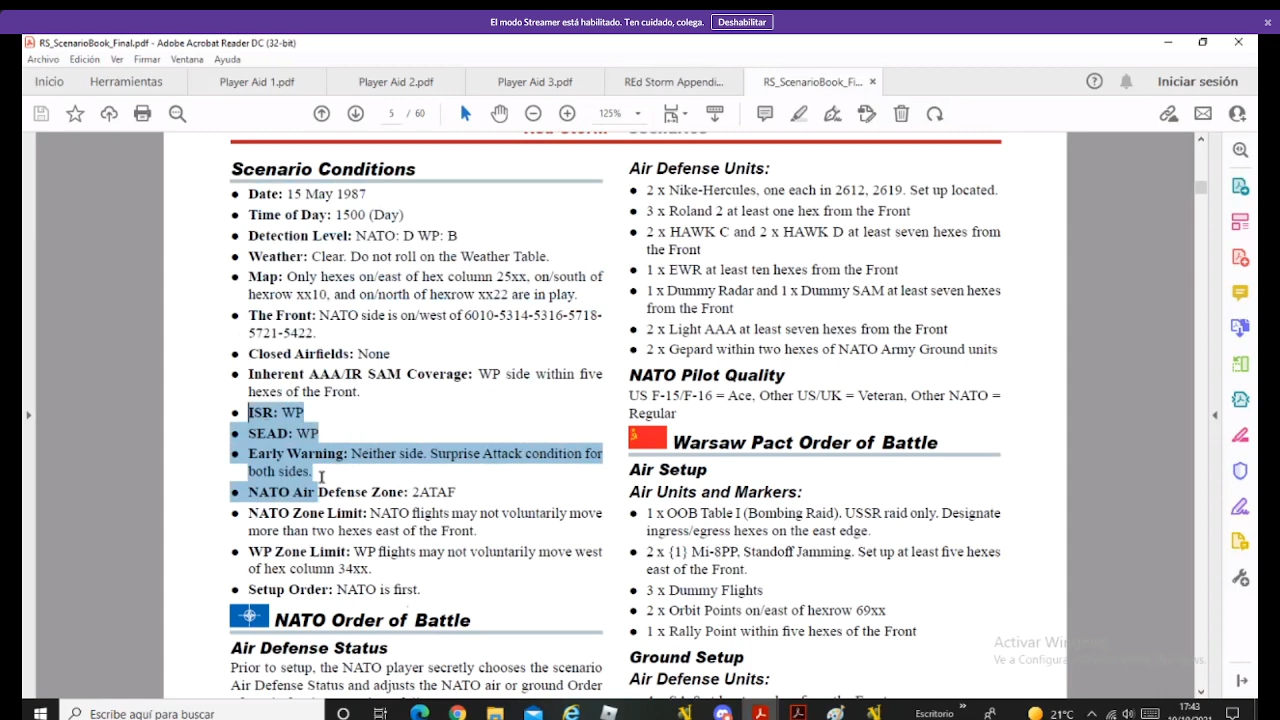 El modo Streamer está habilitado. Ten cuidado, colega. Deshabilitar
RS_ScenarioBook_Final.pdf - Adobe Acrobat Reader DC (32-bit)
Archivo Edición Ver Firmar Ventana Ayuda
Inicio Herramientas Player Aid 1.pdf Player Aid 2.pdf Player Aid 3.pdf REd Storm Appendi... RS_ScenarioBook_Fi... Iniciar sesión
5 / 60 125%
Scenario Conditions
● Date: 15 May 1987
● Time of Day: 1500 (Day)
● Detection Level: NATO: D WP: B
● Weather: Clear. Do not roll on the Weather Table.
● Map: Only hexes on/east of hex column 25xx, on/south of
hexrow xx10, and on/north of hexrow xx22 are in play.
● The Front: NATO side is on/west of 6010-5314-5316-5718-
5721-5422.
● Closed Airfields: None
● Inherent AAA/IR SAM Coverage: WP side within five
hexes of the Front.
● ISR: WP
● SEAD: WP
● Early Warning: Neither side. Surprise Attack condition for
both sides.
● NATO Air Defense Zone: 2ATAF
● NATO Zone Limit: NATO flights may not voluntarily move
more than two hexes east of the Front.
● WP Zone Limit: WP flights may not voluntarily move west
of hex column 34xx.
● Setup Order: NATO is first.
NATO Order of Battle
Air Defense Status
Prior to setup, the NATO player secretly chooses the scenario
Air Defense Status and adjusts the NATO air or ground Order
Air Defense Units:
● 2 x Nike-Hercules, one each in 2612, 2619. Set up located.
● 3 x Roland 2 at least one hex from the Front
● 2 x HAWK C and 2 x HAWK D at least seven hexes from
the Front
● 1 x EWR at least ten hexes from the Front
● 1 x Dummy Radar and 1 x Dummy SAM at least seven hexes
from the Front
● 2 x Light AAA at least seven hexes from the Front
● 2 x Gepard within two hexes of NATO Army Ground units
NATO Pilot Quality
US F-15/F-16 = Ace, Other US/UK = Veteran, Other NATO =
Regular
Warsaw Pact Order of Battle
Air Setup
Air Units and Markers:
● 1 x OOB Table I (Bombing Raid). USSR raid only. Designate
ingress/egress hexes on the east edge.
● 2 x {1} Mi-8PP, Standoff Jamming. Set up at least five hexes
east of the Front.
● 3 x Dummy Flights
● 2 x Orbit Points on/east of hexrow 69xx
● 1 x Rally Point within five hexes of the Front
Ground Setup
Air Defense Units:
Activar Windows
Ve a Configura
Escribe aquí para buscar
Escritorio
21°C
17:43